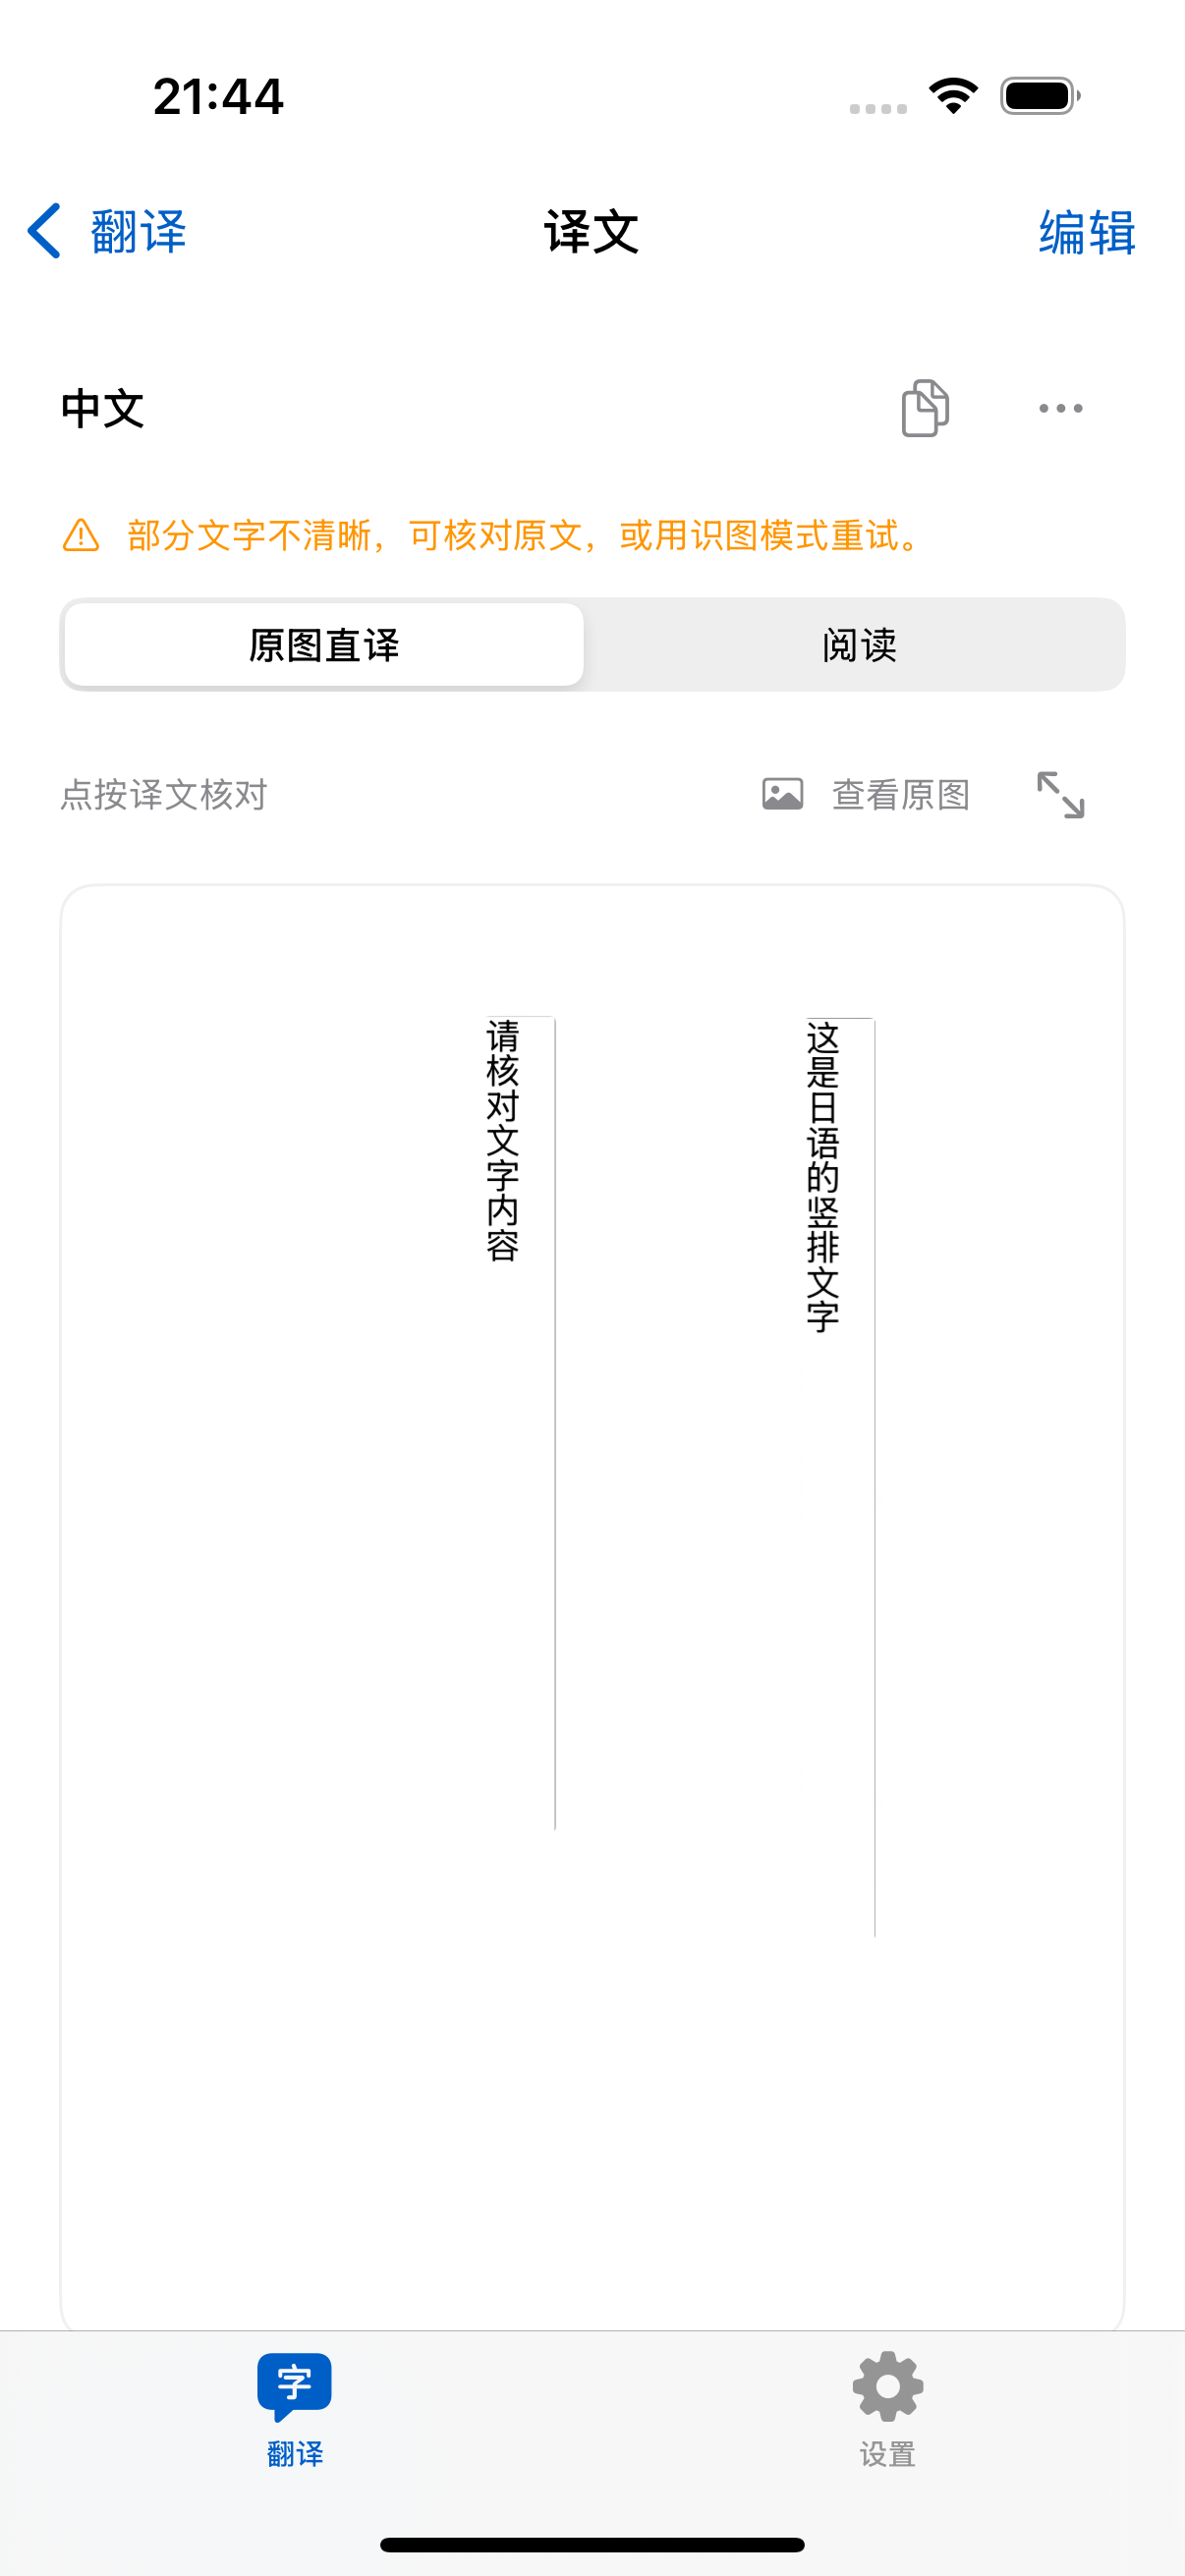 21:44
翻译
译文
编辑
中文
部分文字不清晰，可核对原文，或用识图模式重试。
原图直译
阅读
点按译文核对
查看原图
这是日语的竖排文字
请核对文字内容
字
翻译
设置